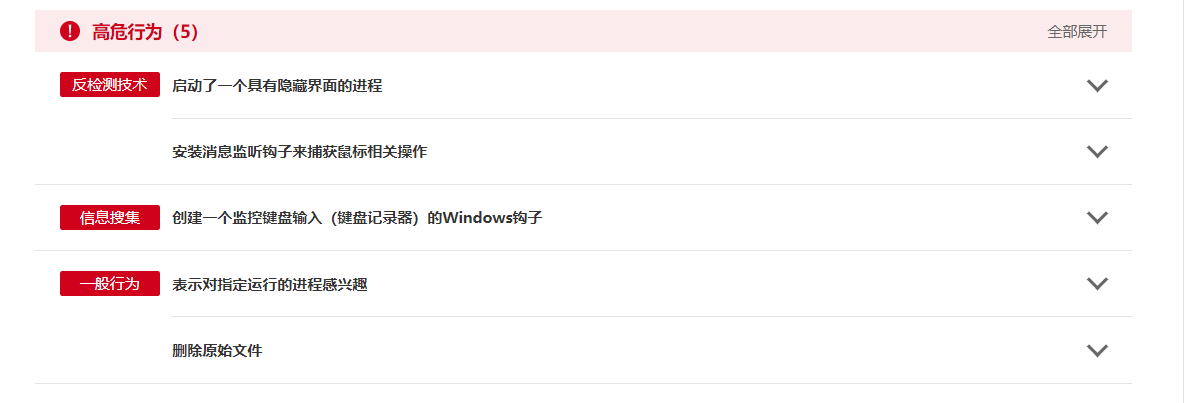 高危行为（5）
全部展开
反检测技术 启动了一个具有隐藏界面的进程
安装消息监听钩子来捕获鼠标相关操作
信息搜集 创建一个监控键盘输入（键盘记录器）的Windows钩子
一般行为 表示对指定运行的进程感兴趣
删除原始文件